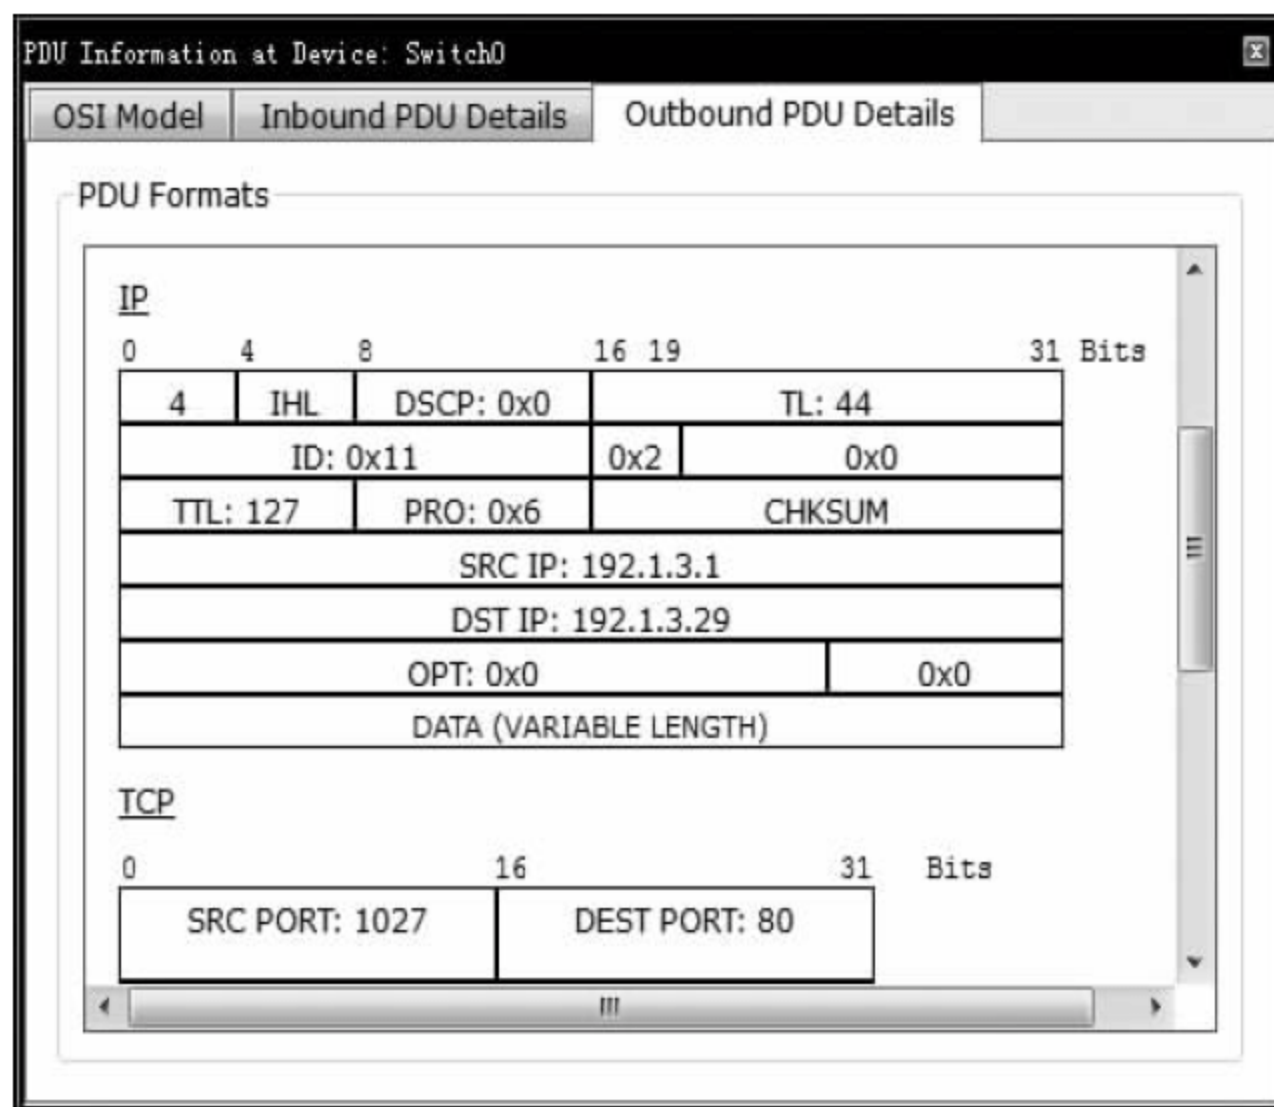 PDU Information at Device: Switch0
OSI Model Inbound PDU Details Outbound PDU Details
PDU Formats
IP
0 4 8 16 19 31 Bits
4 IHL DSCP: 0x0 TL: 44
ID: 0x11 0x2 0x0
TTL: 127 PRO: 0x6 CHKSUM
SRC IP: 192.1.3.1
DST IP: 192.1.3.29
OPT: 0x0 0x0
DATA (VARIABLE LENGTH)
TCP
0 16 31 Bits
SRC PORT: 1027 DEST PORT: 80